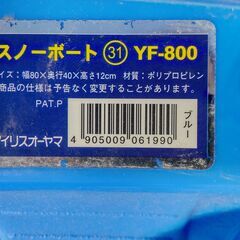 スノーボート ㉛ YF-800
イズ：幅80×奥行40×高さ12cm 材質：ポリプロピレン
商品の仕様は予告なく変更することがあります。
PAT.P
ブルー
4 905009 061990
アイリスオーヤマ